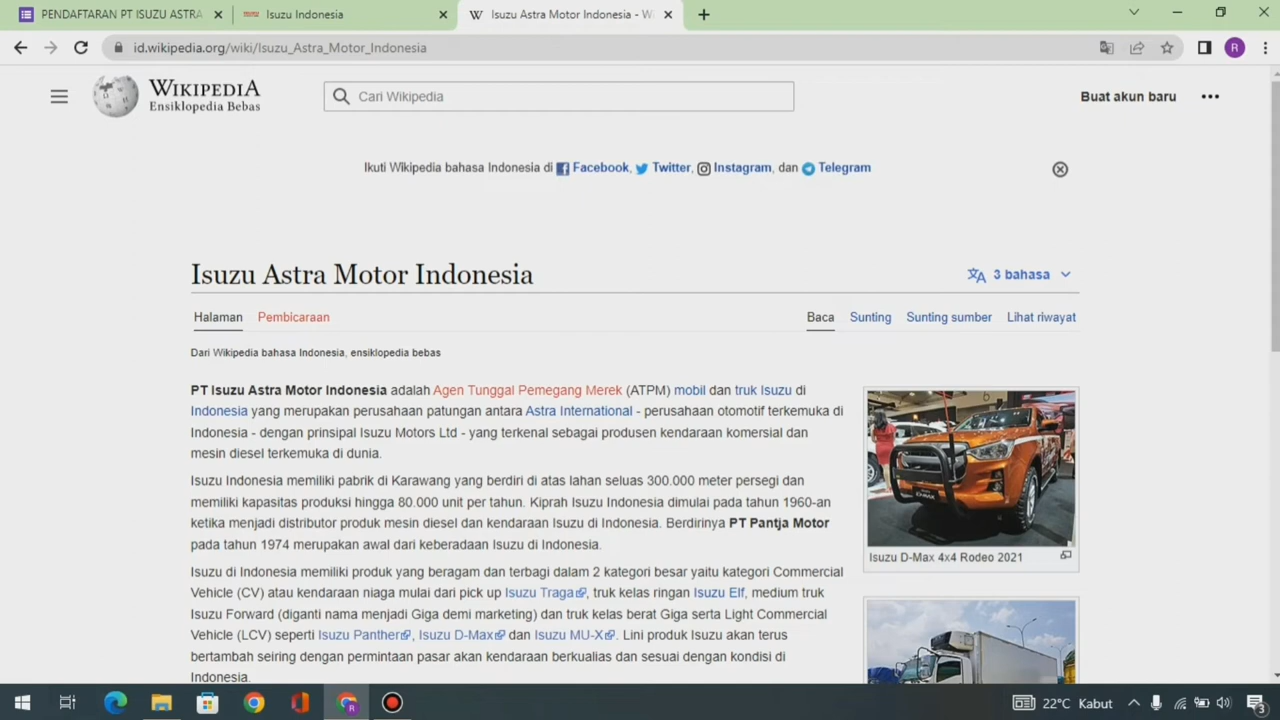 PENDAFTARAN PT ISUZU ASTRA
Isuzu Indonesia
Isuzu Astra Motor Indonesia - Wi
id.wikipedia.org/wiki/Isuzu_Astra_Motor_Indonesia
R
WIKIPEDIA
Ensiklopedia Bebas
Cari Wikipedia
Buat akun baru
Ikuti Wikipedia bahasa Indonesia di Facebook, Twitter, Instagram, dan Telegram
Isuzu Astra Motor Indonesia
3 bahasa
Halaman Pembicaraan
Baca Sunting Sunting sumber Lihat riwayat
Dari Wikipedia bahasa Indonesia, ensiklopedia bebas
PT Isuzu Astra Motor Indonesia adalah Agen Tunggal Pemegang Merek (ATPM) mobil dan truk Isuzu di
Indonesia yang merupakan perusahaan patungan antara Astra International - perusahaan otomotif terkemuka di
Indonesia - dengan prinsipal Isuzu Motors Ltd - yang terkenal sebagai produsen kendaraan komersial dan
mesin diesel terkemuka di dunia.
Isuzu Indonesia memiliki pabrik di Karawang yang berdiri di atas lahan seluas 300.000 meter persegi dan
memiliki kapasitas produksi hingga 80.000 unit per tahun. Kiprah Isuzu Indonesia dimulai pada tahun 1960-an
ketika menjadi distributor produk mesin diesel dan kendaraan Isuzu di Indonesia. Berdirinya PT Pantja Motor
pada tahun 1974 merupakan awal dari keberadaan Isuzu di Indonesia.
Isuzu di Indonesia memiliki produk yang beragam dan terbagi dalam 2 kategori besar yaitu kategori Commercial
Vehicle (CV) atau kendaraan niaga mulai dari pick up Isuzu Traga, truk kelas ringan Isuzu Elf, medium truk
Isuzu Forward (diganti nama menjadi Giga demi marketing) dan truk kelas berat Giga serta Light Commercial
Vehicle (LCV) seperti Isuzu Panther, Isuzu D-Max dan Isuzu MU-X. Lini produk Isuzu akan terus
bertambah seiring dengan permintaan pasar akan kendaraan berkualias dan sesuai dengan kondisi di
Indonesia.
Isuzu D-Max 4x4 Rodeo 2021
R
22°C Kabut
3